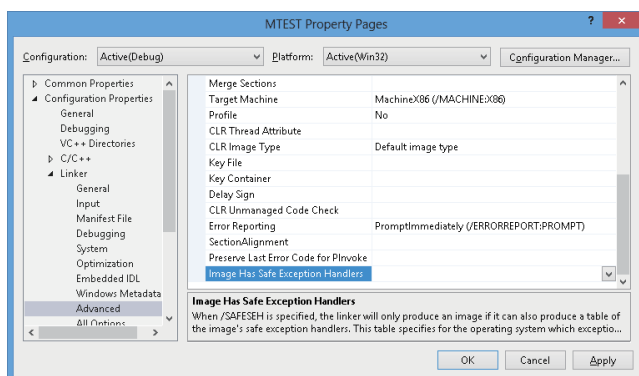 MTEST Property Pages
? ×
Configuration: Active(Debug) Platform: Active(Win32) Configuration Manager...
Common Properties
Configuration Properties
General
Debugging
VC++ Directories
C/C++
Linker
General
Input
Manifest File
Debugging
System
Optimization
Embedded IDL
Windows Metadata
Advanced
All Options
Merge Sections
Target Machine MachineX86 (/MACHINE:X86)
Profile No
CLR Thread Attribute
CLR Image Type Default image type
Key File
Key Container
Delay Sign
CLR Unmanaged Code Check
Error Reporting PromptImmediately (/ERRORREPORT:PROMPT)
SectionAlignment
Preserve Last Error Code for PInvoke
Image Has Safe Exception Handlers
Image Has Safe Exception Handlers
When /SAFESEH is specified, the linker will only produce an image if it can also produce a table of
the image's safe exception handlers. This table specifies for the operating system which exceptio...
OK Cancel Apply